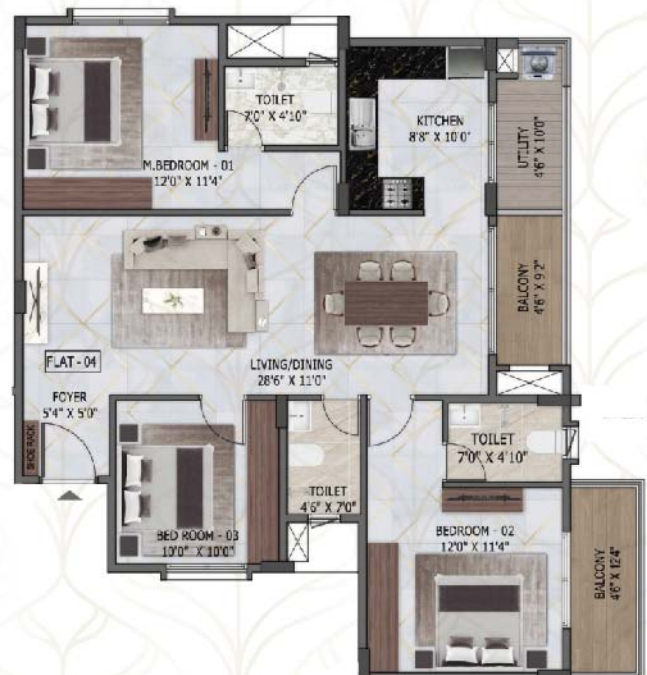 TOILET
7'0" X 4'10"
KITCHEN
8'8" X 10'0"
UTILITY
4'6" X 10'0"
M.BEDROOM - 01
12'0" X 11'4"
BALCONY
4'6" X 9'2"
FLAT - 04
LIVING/DINING
28'6" X 11'0"
FOYER
5'4" X 5'0"
SHOE RACK
TOILET
7'0" X 4'10"
TOILET
4'6" X 7'0"
BED ROOM - 03
10'0" X 10'0"
BEDROOM - 02
12'0" X 11'4"
BALCONY
4'6" X 12'4"